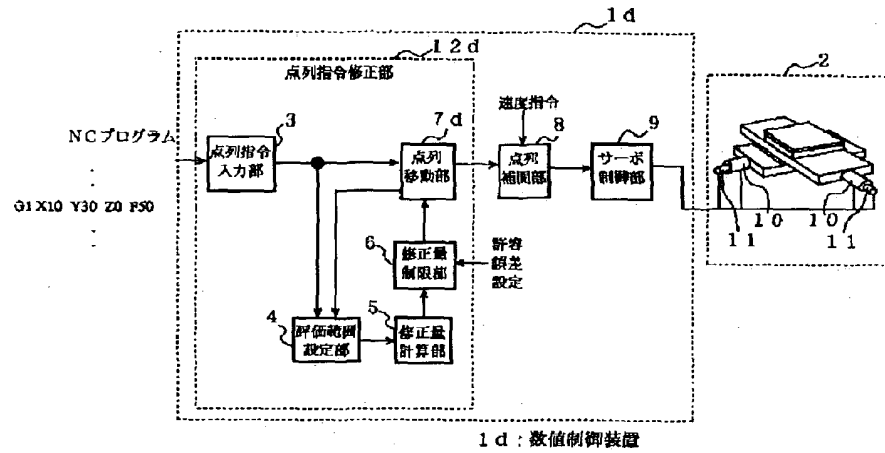 1d
12d
2
点列指令修正部
速度指令
NCプログラム
3
7d
8
9
点列指令
入力部
点列
移動部
点列
補間部
サーボ
制御部
G1 X10 Y30 Z0 F50
10
10
11
11
6
修正量
制限部
許容
誤差
設定
4
5
評価範囲
設定部
修正量
計算部
1d:数値制御装置